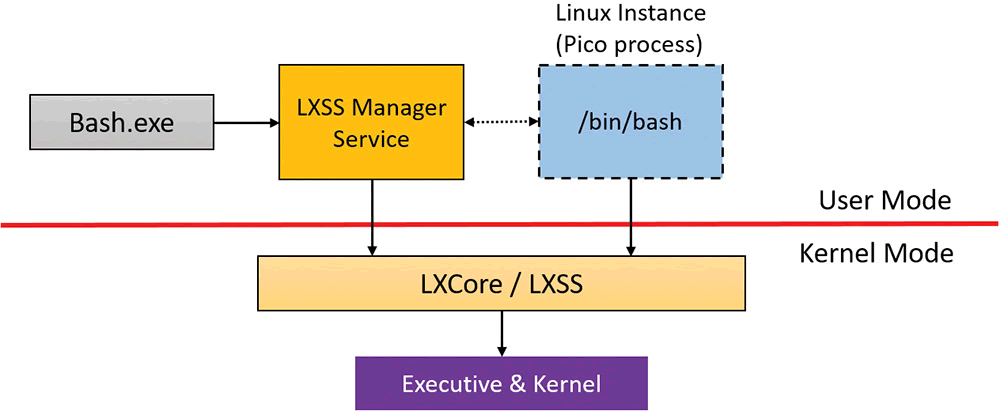 Linux Instance
(Pico process)
Bash.exe
LXSS Manager
Service
/bin/bash
User Mode
Kernel Mode
LXCore / LXSS
Executive & Kernel